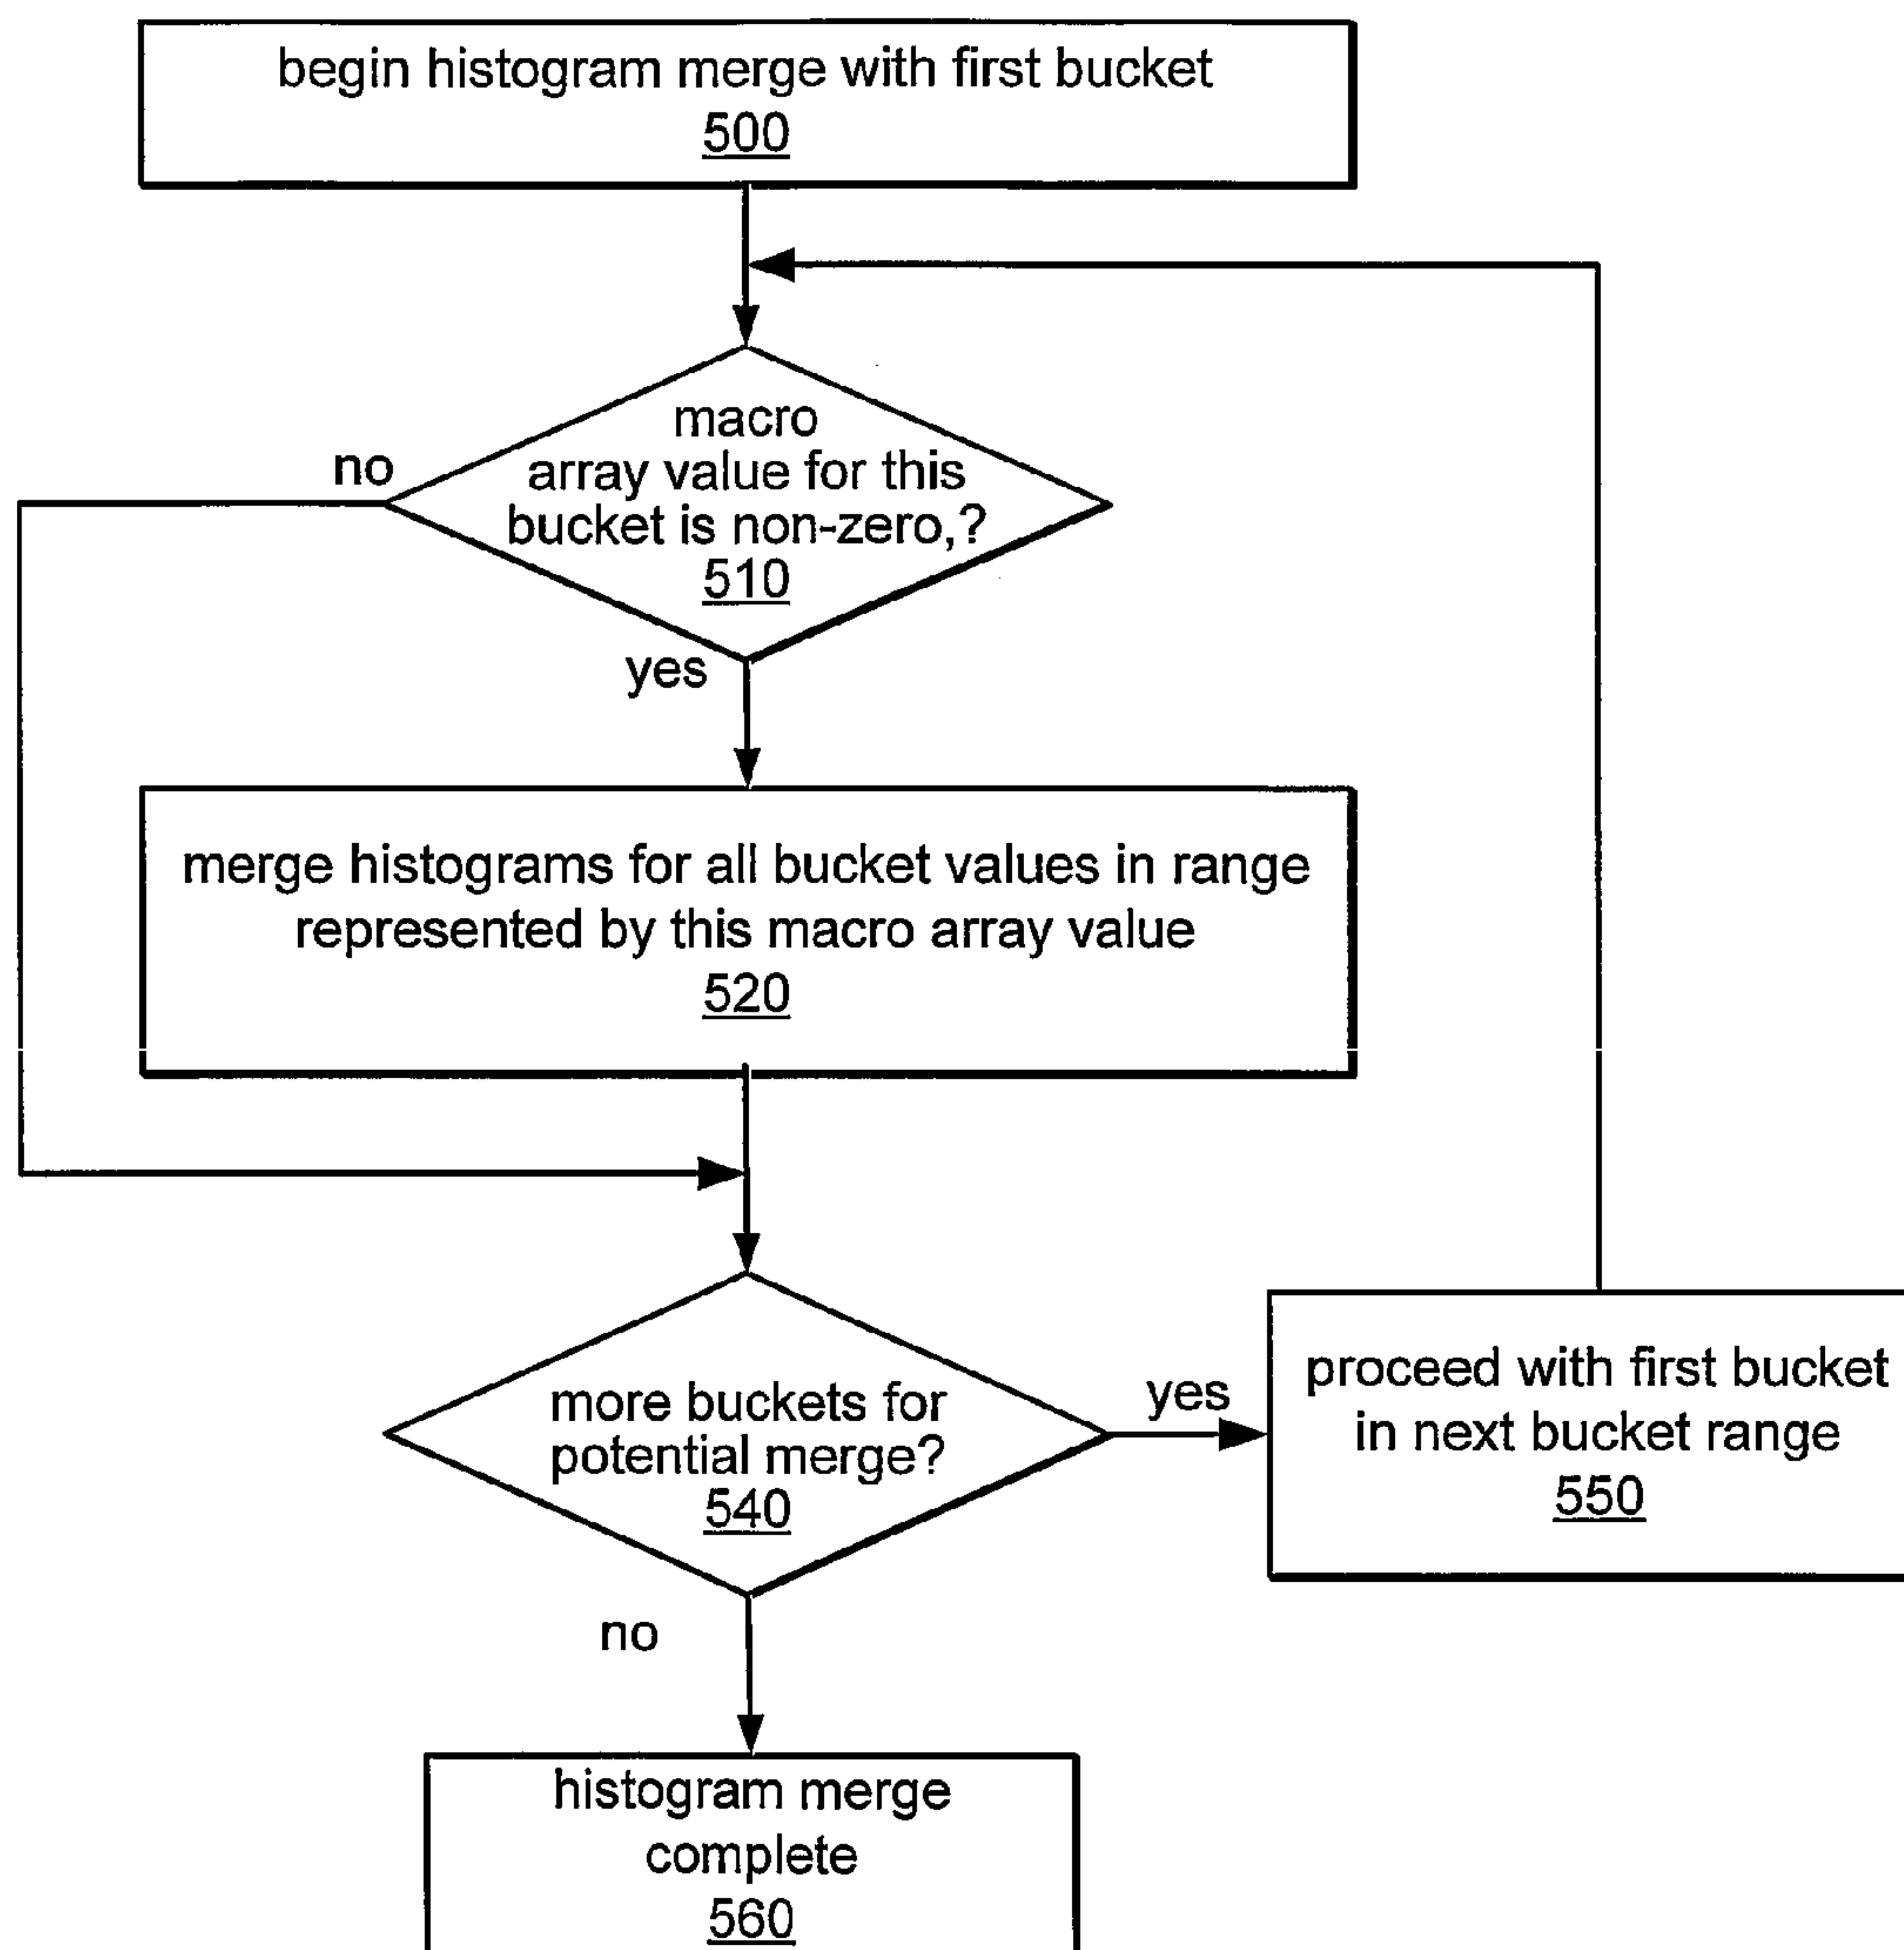 begin histogram merge with first bucket
500
macro
array value for this
bucket is non-zero,?
510
no
yes
merge histograms for all bucket values in range
represented by this macro array value
520
more buckets for
potential merge?
540
yes
proceed with first bucket
in next bucket range
550
no
histogram merge
complete
560